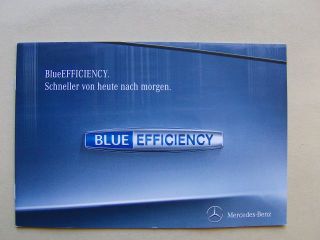 BlueEFFICIENCY.
Schneller von heute nach morgen.
BLUE EFFICIENCY
Mercedes-Benz